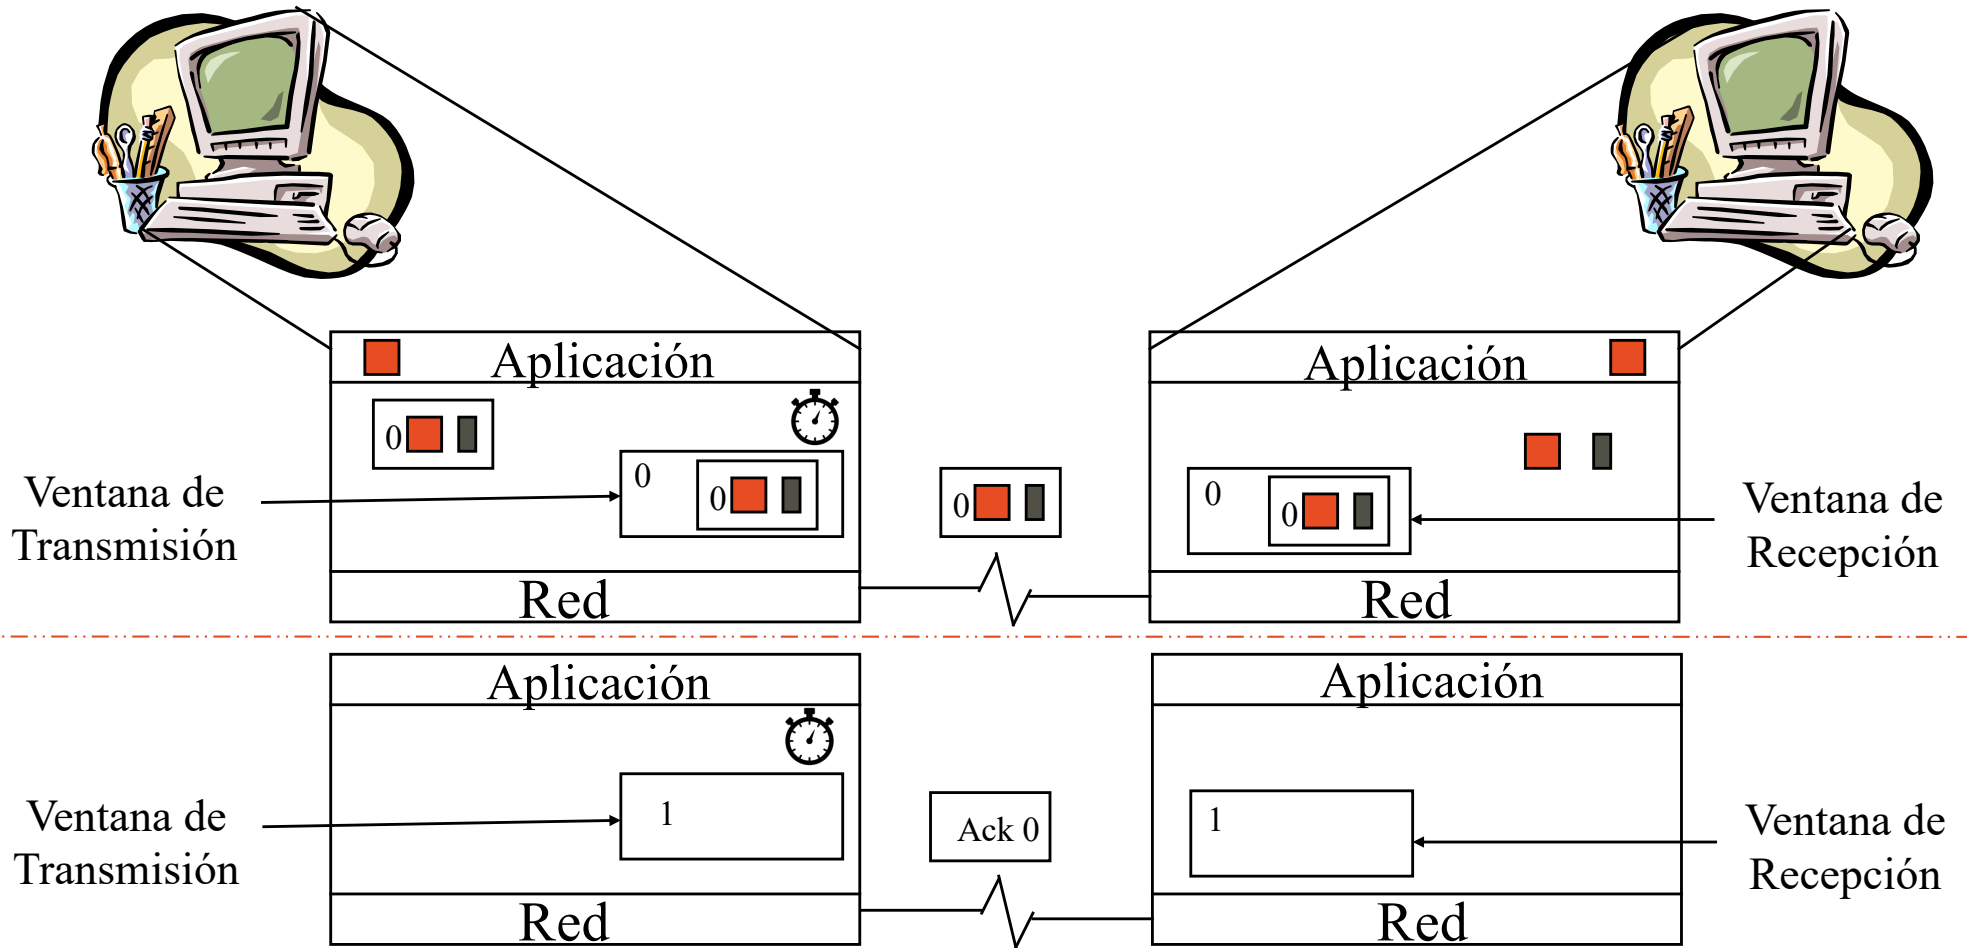 Aplicación
Aplicación
0
0
0
0
0
0
Ventana de
Transmisión
Ventana de
Recepción
Red
Red
Aplicación
Aplicación
1
1
Ack 0
Ventana de
Transmisión
Ventana de
Recepción
Red
Red